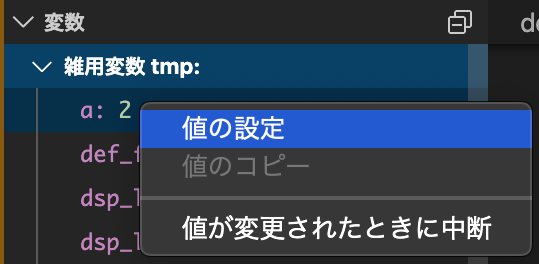 変数
雑用変数 tmp:
a: 2
値の設定
def_
値のコピー
dsp_
値が変更されたときに中断
dsp_